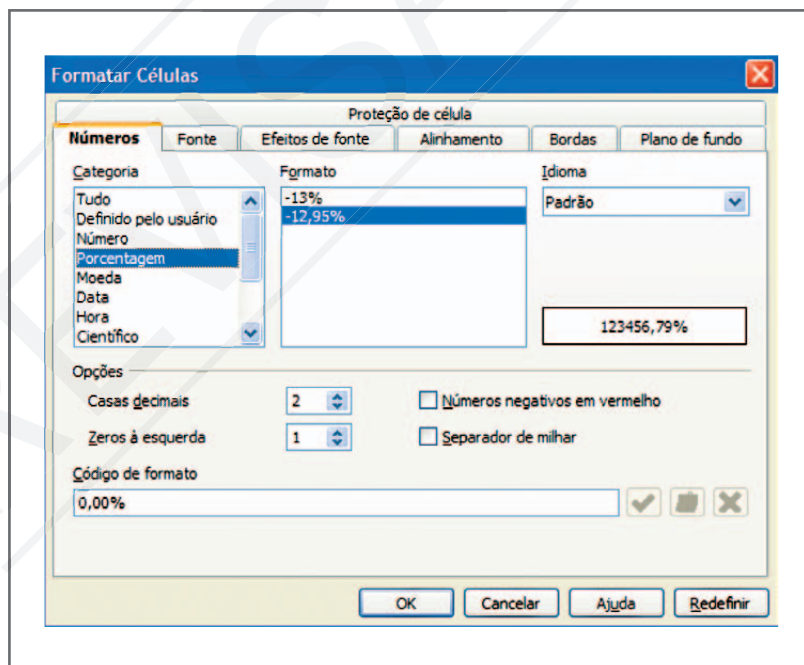 Formatar Células
Proteção de célula
Números Fonte Efeitos de fonte Alinhamento Bordas Plano de fundo
Categoria Formato Idioma
Tudo
Definido pelo usuário
Número
Porcentagem
Moeda
Data
Hora
Científico
-13%
-12,95%
Padrão
123456,79%
Opções
Casas decimais 2 Números negativos em vermelho
Zeros à esquerda 1 Separador de milhar
Código de formato
0,00%
OK Cancelar Ajuda Redefinir